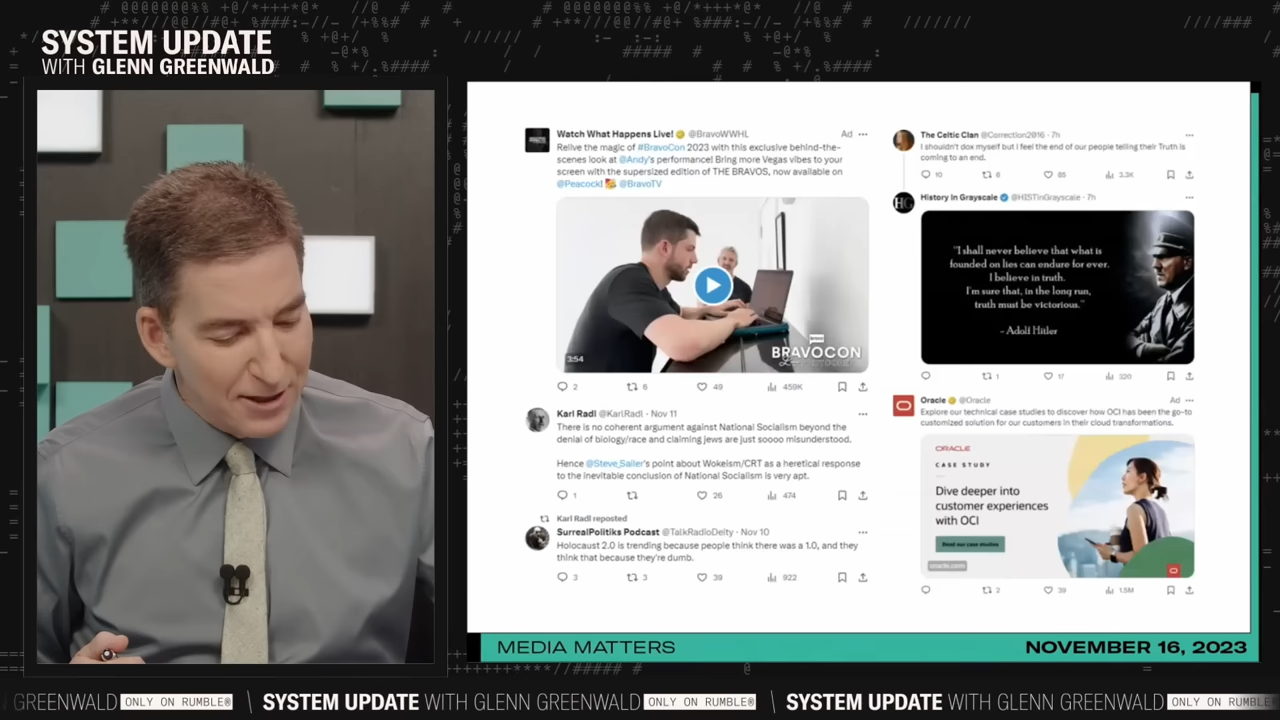 SYSTEM UPDATE
WITH GLENN GREENWALD
Watch What Happens Live! @BravoWWHL
Ad
Relive the magic of #BravoCon 2023 with this exclusive behind-the-
scenes look at @Andy's performance! Bring more Vegas vibes to your
screen with the supersized edition of THE BRAVOS, now available on
@Peacock! @BravoTV
3:54
BRAVOCON
2
6
49
459K
Karl Radl @KarlRadl · Nov 11
There is no coherent argument against National Socialism beyond the
denial of biology/race and claiming jews are just soooo misunderstood.
Hence @Steve_Sailer's point about Wokeism/CRT as a heretical response
to the inevitable conclusion of National Socialism is very apt.
1
26
474
Karl Radl reposted
SurrealPolitiks Podcast @TalkRadioDeity · Nov 10
Holocaust 2.0 is trending because people think there was a 1.0, and they
think that because they're dumb.
3
3
39
922
The Celtic Clan @Correction2016 · 7h
I shouldn't dox myself but I feel the end of our people telling their Truth is
coming to an end.
10
6
65
3.3K
HG
History In Grayscale @HISTinGrayscale · 7h
"I shall never believe that what is
founded on lies can endure for ever.
I believe in truth.
I'm sure that, in the long run,
truth must be victorious."
- Adolf Hitler
1
17
320
Oracle @Oracle
Ad
Explore our technical case studies to discover how OCI has been the go-to
customized solution for our customers in their cloud transformations.
ORACLE
CASE STUDY
Dive deeper into
customer experiences
with OCI
Read our case studies
oracle.com
2
39
1.5M
MEDIA MATTERS
NOVEMBER 16, 2023
GREENWALD ONLY ON RUMBLE® \ SYSTEM UPDATE WITH GLENN GREENWALD ONLY ON RUMBLE® \ SYSTEM UPDATE WITH GLENN GREENWALD ONLY ON RUMBLE